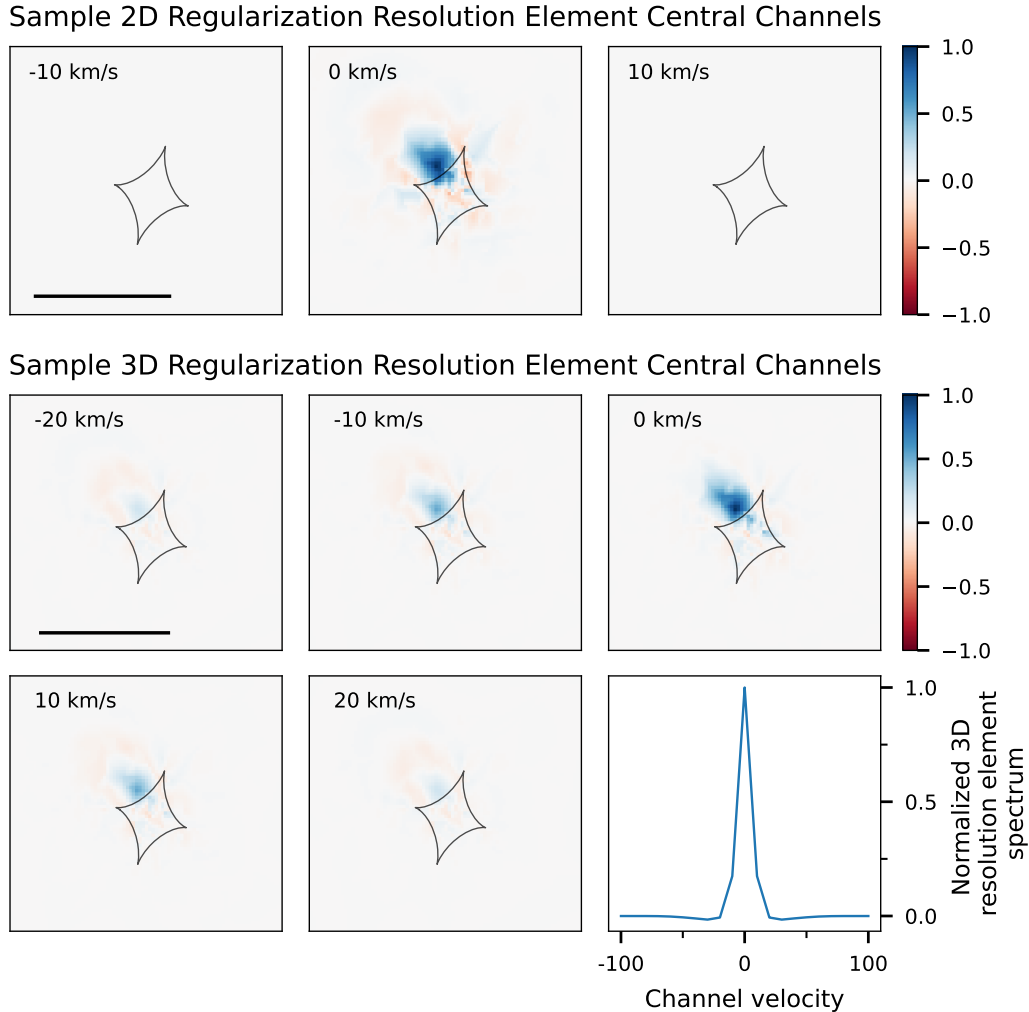 Sample 2D Regularization Resolution Element Central Channels
-10 km/s
0 km/s
10 km/s
1.0
0.5
0.0
−0.5
−1.0
Sample 3D Regularization Resolution Element Central Channels
-20 km/s
-10 km/s
0 km/s
1.0
0.5
0.0
−0.5
−1.0
10 km/s
20 km/s
1.0
0.5
0.0
Normalized 3D
resolution element
spectrum
-100
0
100
Channel velocity